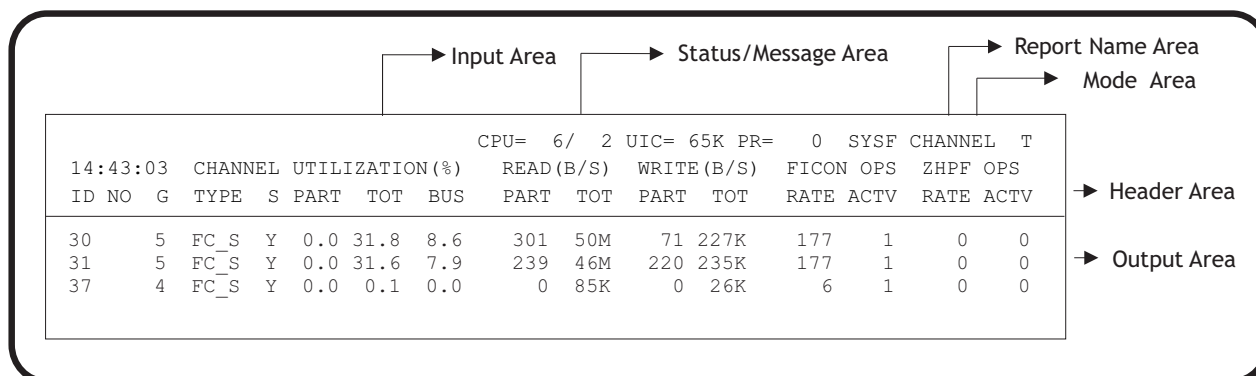 Input Area Status/Message Area Report Name Area
Mode Area
CPU= 6/ 2 UIC= 65K PR= 0 SYSF CHANNEL T
14:43:03 CHANNEL UTILIZATION(%) READ(B/S) WRITE(B/S) FICON OPS ZHPF OPS
ID NO G TYPE S PART TOT BUS PART TOT PART TOT RATE ACTV RATE ACTV
Header Area
30 5 FC_S Y 0.0 31.8 8.6 301 50M 71 227K 177 1 0 0
31 5 FC_S Y 0.0 31.6 7.9 239 46M 220 235K 177 1 0 0
Output Area
37 4 FC_S Y 0.0 0.1 0.0 0 85K 0 26K 6 1 0 0